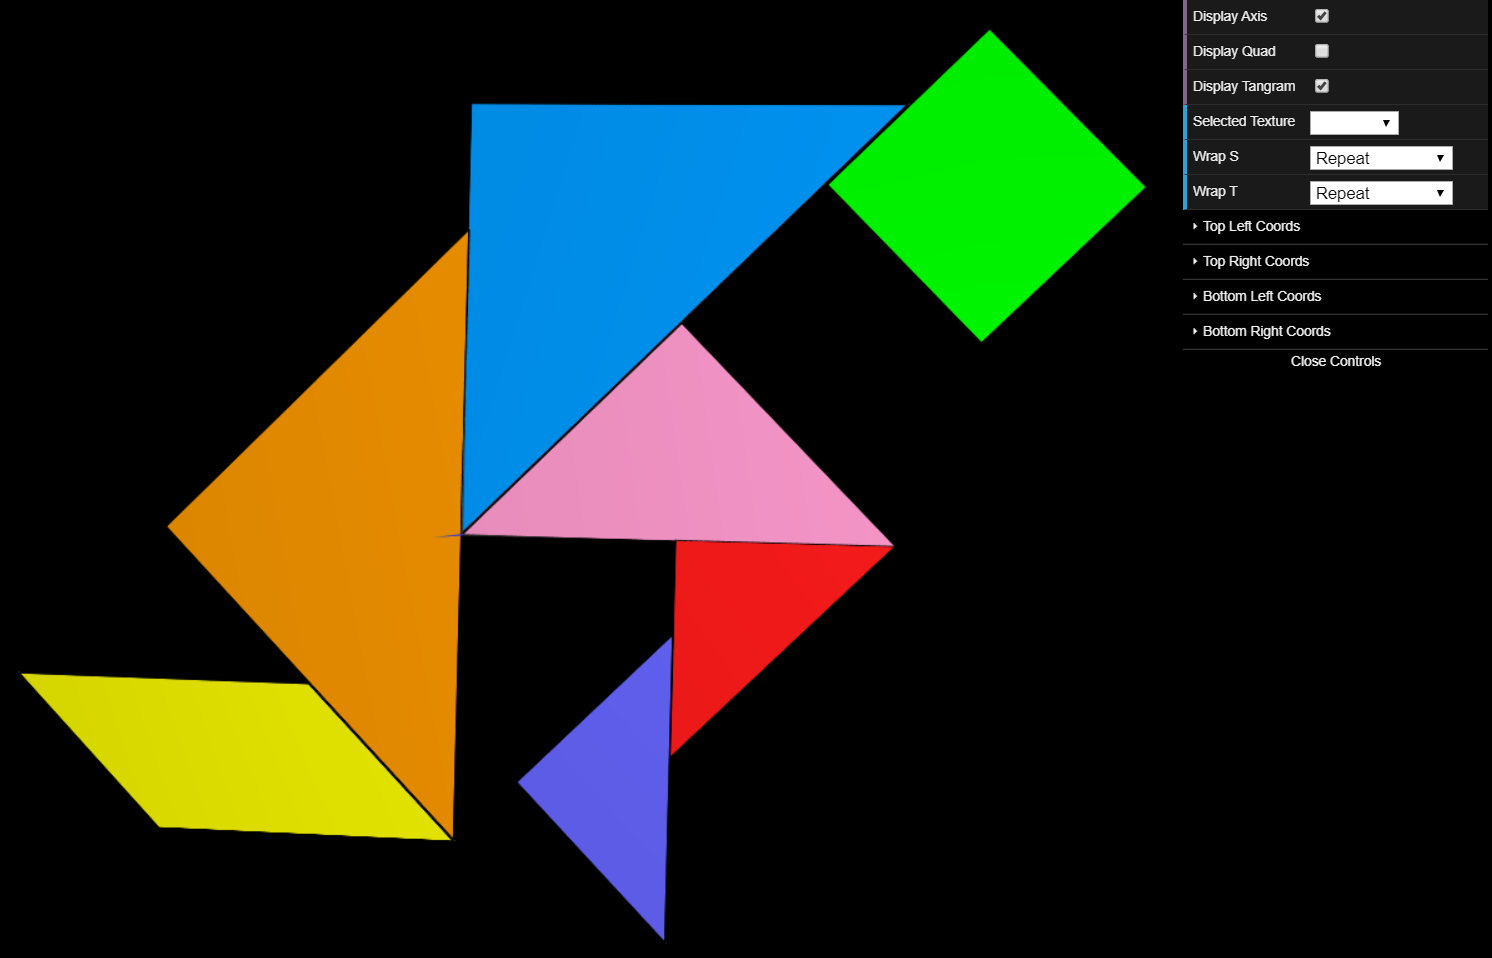 Display Axis
Display Quad
Display Tangram
Selected Texture
Wrap S Repeat
Wrap T Repeat
Top Left Coords
Top Right Coords
Bottom Left Coords
Bottom Right Coords
Close Controls